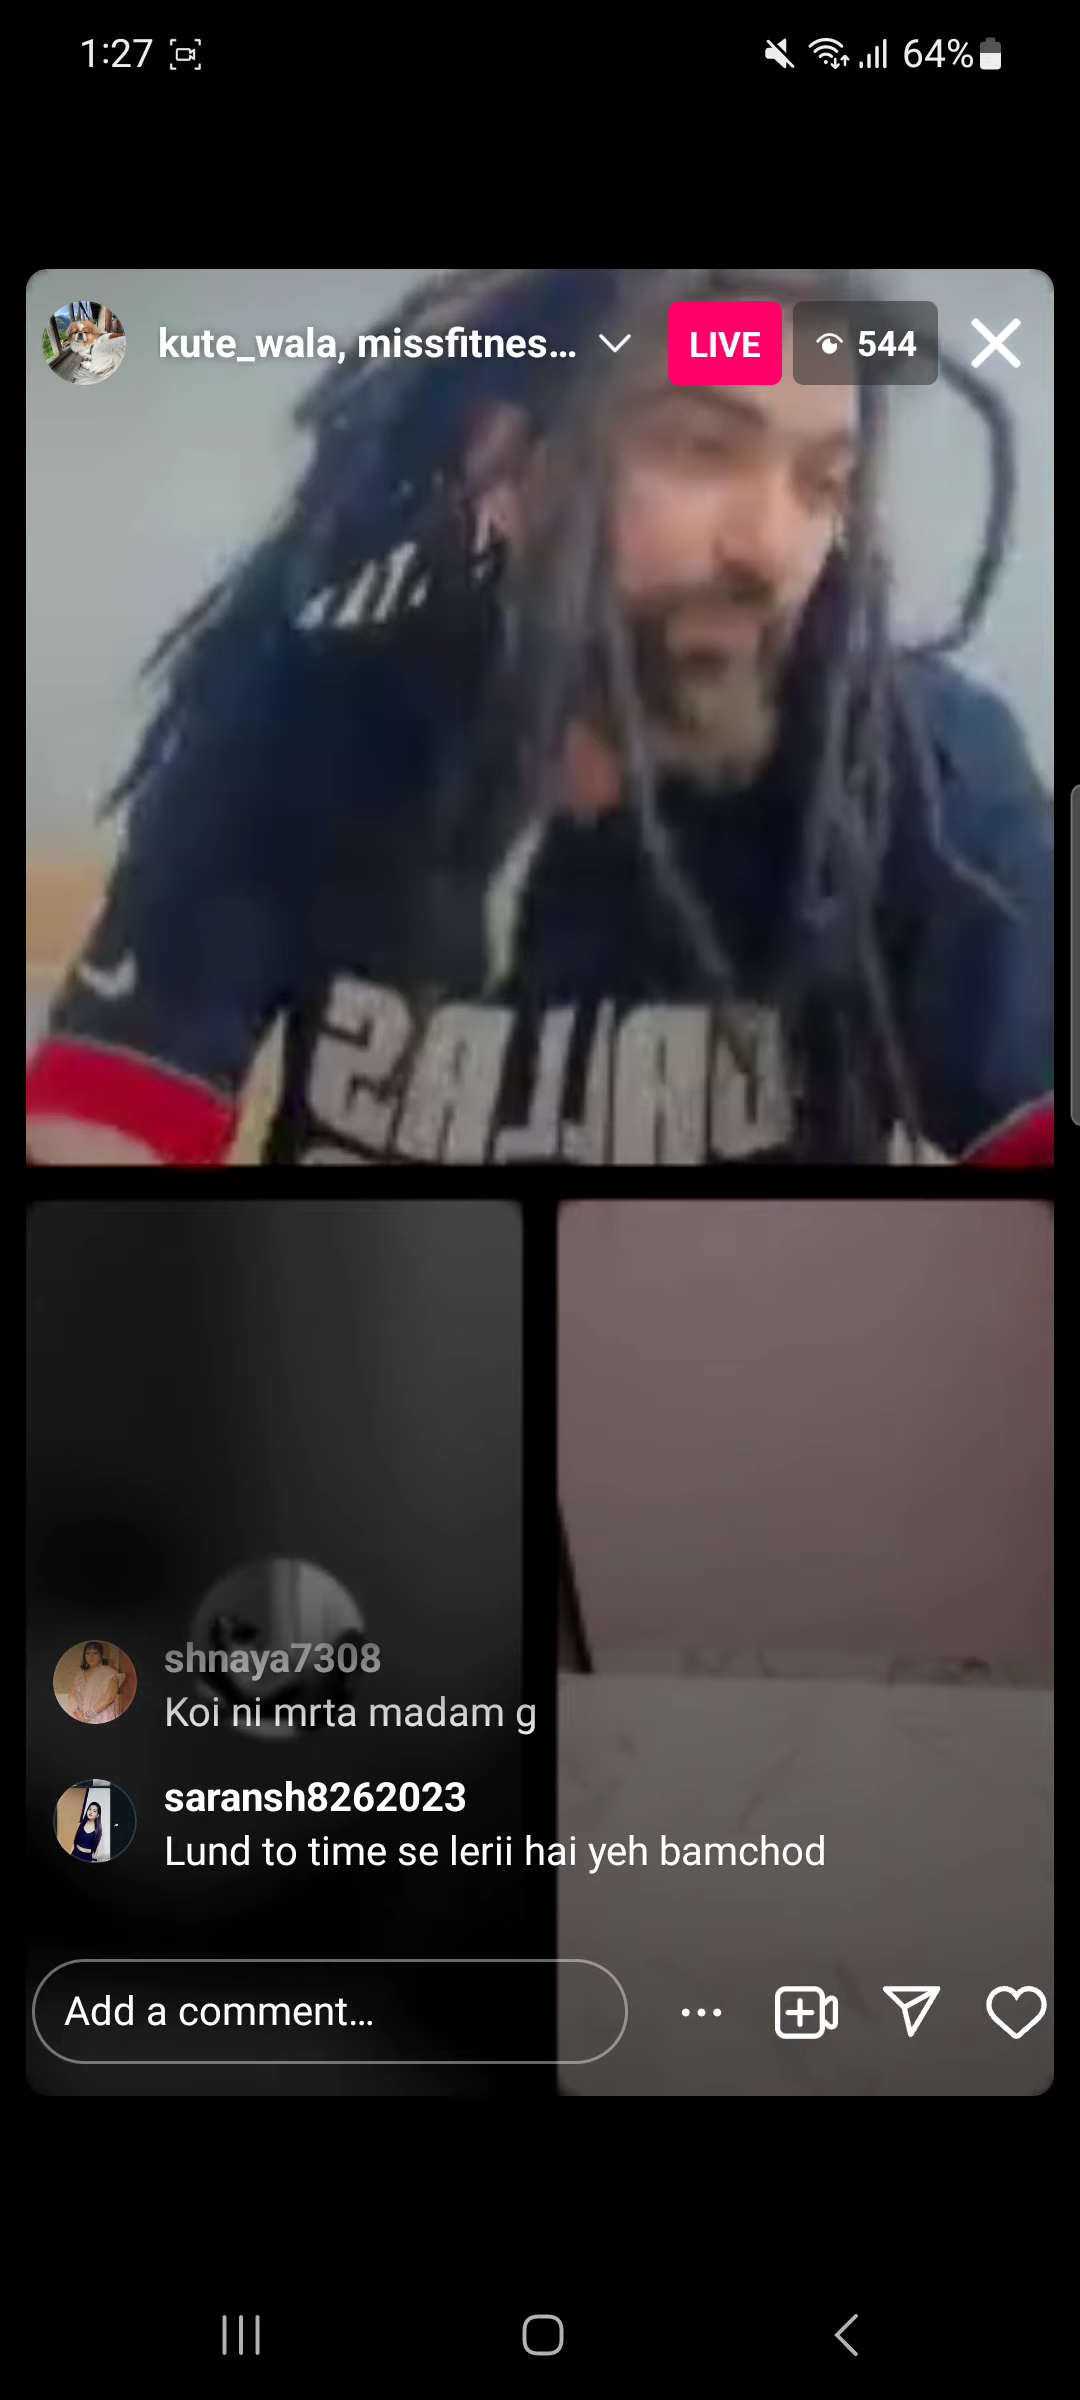 1:27
64%
kute_wala, missfitnes...
LIVE
544
DALLAS
shnaya7308
Koi ni mrta madam g
saransh8262023
Lund to time se lerii hai yeh bamchod
Add a comment...